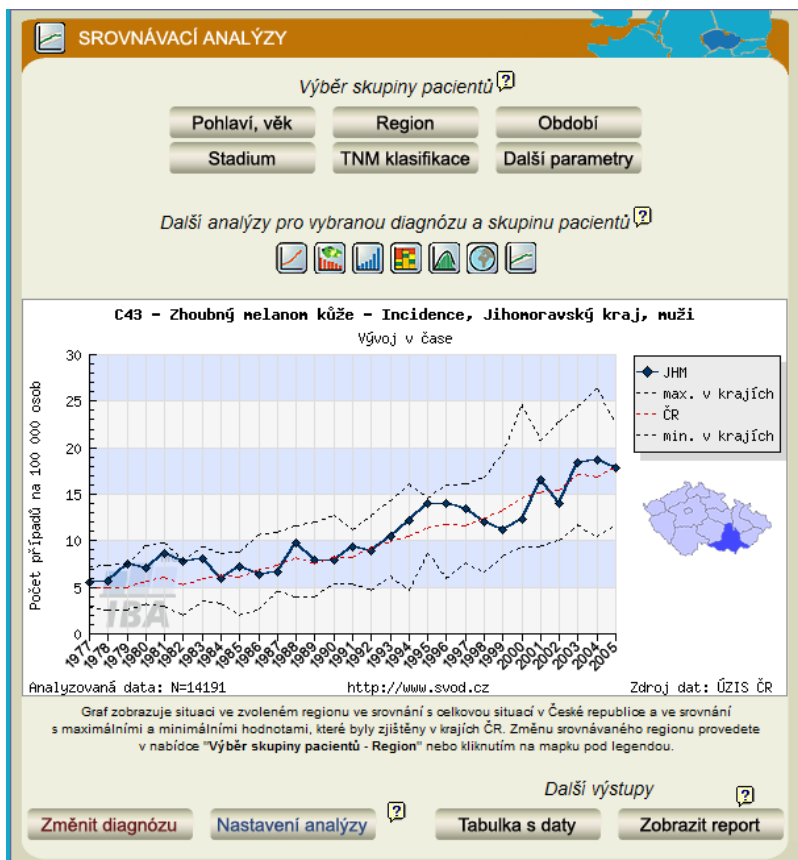 SROVNÁVACÍ ANALÝZY
Výběr skupiny pacientů ?
Pohlaví, věk Region Období
Stadium TNM klasifikace Další parametry
Další analýzy pro vybranou diagnózu a skupinu pacientů ?
C43 - Zhoubný melanom kůže - Incidence, Jihomoravský kraj, muži
Vývoj v čase
Počet případů na 100 000 osob
30
25
20
15
10
5
0
IBA
1977 1978 1979 1980 1981 1982 1983 1984 1985 1986 1987 1988 1989 1990 1991 1992 1993 1994 1995 1996 1997 1998 1999 2000 2001 2002 2003 2004 2005
JHM
max. v krajích
ČR
min. v krajích
Analyzovaná data: N=14191 http://www.svod.cz Zdroj dat: ÚZIS ČR
Graf zobrazuje situaci ve zvoleném regionu ve srovnání s celkovou situací v České republice a ve srovnání
s maximálními a minimálními hodnotami, které byly zjištěny v krajích ČR. Změnu srovnávaného regionu provedete
v nabídce "Výběr skupiny pacientů - Region" nebo kliknutím na mapku pod legendou.
Další výstupy ?
Změnit diagnózu Nastavení analýzy ? Tabulka s daty Zobrazit report